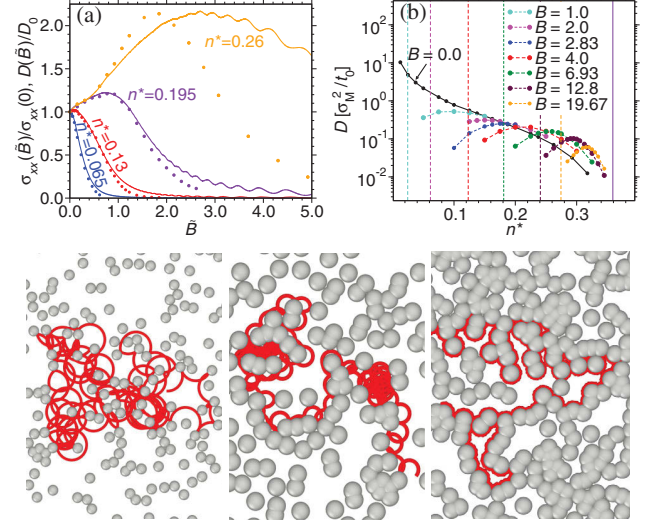 (a)
n*=0.26
n*=0.195
n*=0.13
n*=0.065
σxx(B̃)/σxx(0), D(B̃)/D0
2.0
1.5
1.0
0.5
0.0
0.0 1.0 2.0 3.0 4.0 5.0
B̃
(b)
B=0.0
B = 1.0
B = 2.0
B = 2.83
B = 4.0
B = 6.93
B = 12.8
B = 19.67
D [σM²/t0]
10²
10¹
10⁰
10⁻¹
10⁻²
0.1 0.2 0.3
n*